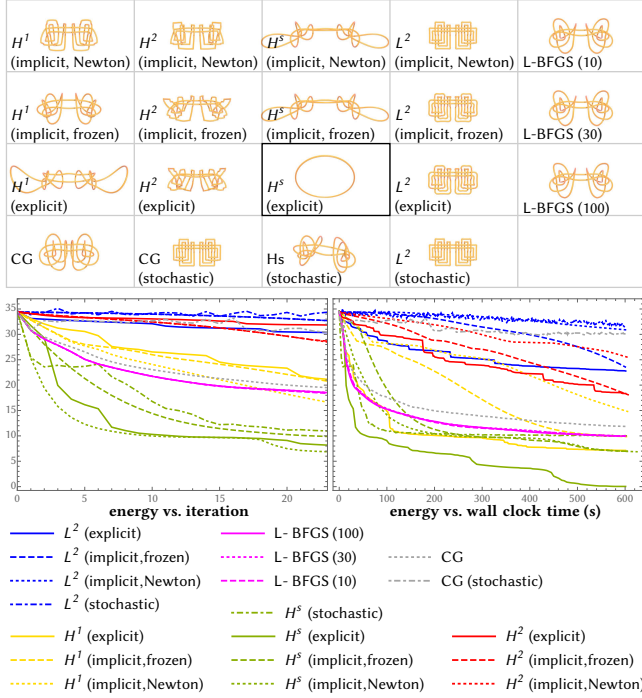 H¹ H² Hˢ L²
(implicit, Newton) (implicit, Newton) (implicit, Newton) (implicit, Newton) L-BFGS (10)
H¹ H² Hˢ L²
(implicit, frozen) (implicit, frozen) (implicit, frozen) (implicit, frozen) L-BFGS (30)
H¹ H² Hˢ L²
(explicit) (explicit) (explicit) (explicit) L-BFGS (100)
CG CG Hs L²
(stochastic) (stochastic) (stochastic)
35
30
25
20
15
10
5
0
0 5 10 15 20
energy vs. iteration
0 100 200 300 400 500 600
energy vs. wall clock time (s)
L² (explicit) L- BFGS (100)
L² (implicit,frozen) L- BFGS (30) CG
L² (implicit,Newton) L- BFGS (10) CG (stochastic)
L² (stochastic) Hˢ (stochastic)
H¹ (explicit) Hˢ (explicit) H² (explicit)
H¹ (implicit,frozen) Hˢ (implicit,frozen) H² (implicit,frozen)
H¹ (implicit,Newton) Hˢ (implicit,Newton) H² (implicit,Newton)